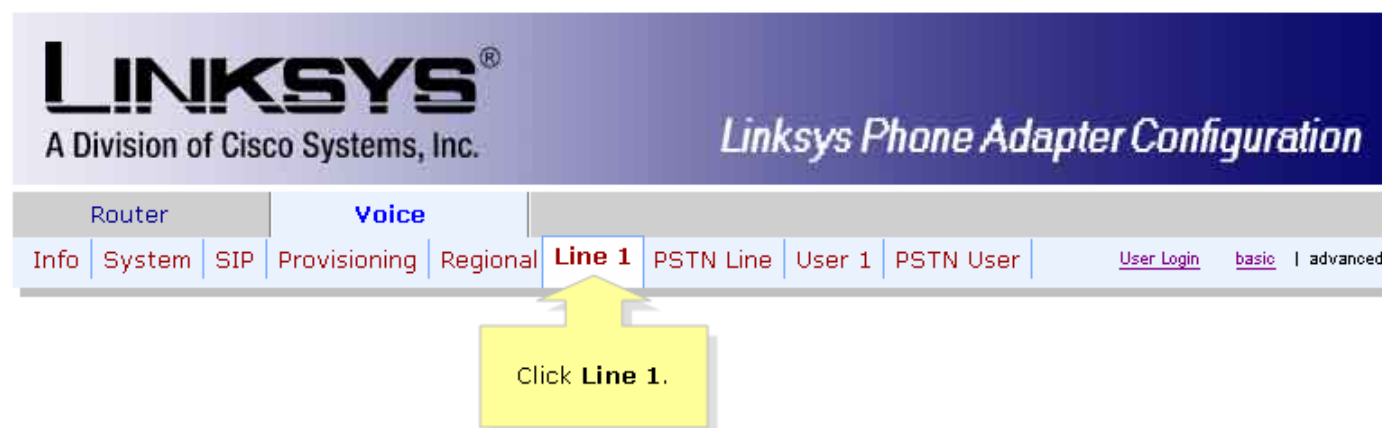 LINKSYS®
A Division of Cisco Systems, Inc.
Linksys Phone Adapter Configuration
Router Voice
Info System SIP Provisioning Regional Line 1 PSTN Line User 1 PSTN User User Login basic | advanced
Click Line 1.